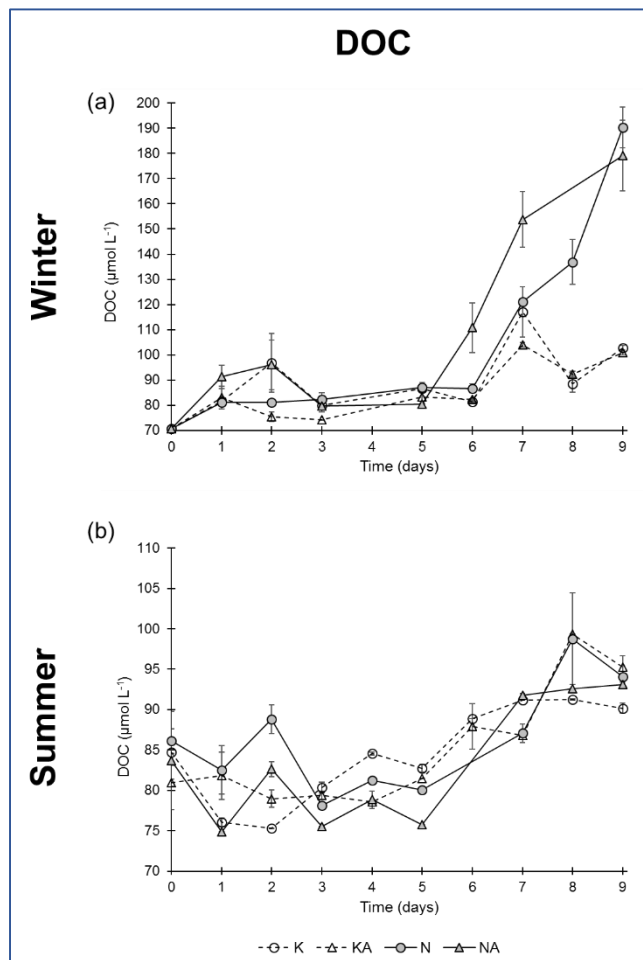 DOC
Winter
(a)
DOC (µmol L⁻¹)
200
190
180
170
160
150
140
130
120
110
100
90
80
70
0 1 2 3 4 5 6 7 8 9
Time (days)
Summer
(b)
DOC (µmol L⁻¹)
110
105
100
95
90
85
80
75
70
0 1 2 3 4 5 6 7 8 9
Time (days)
K KA N NA